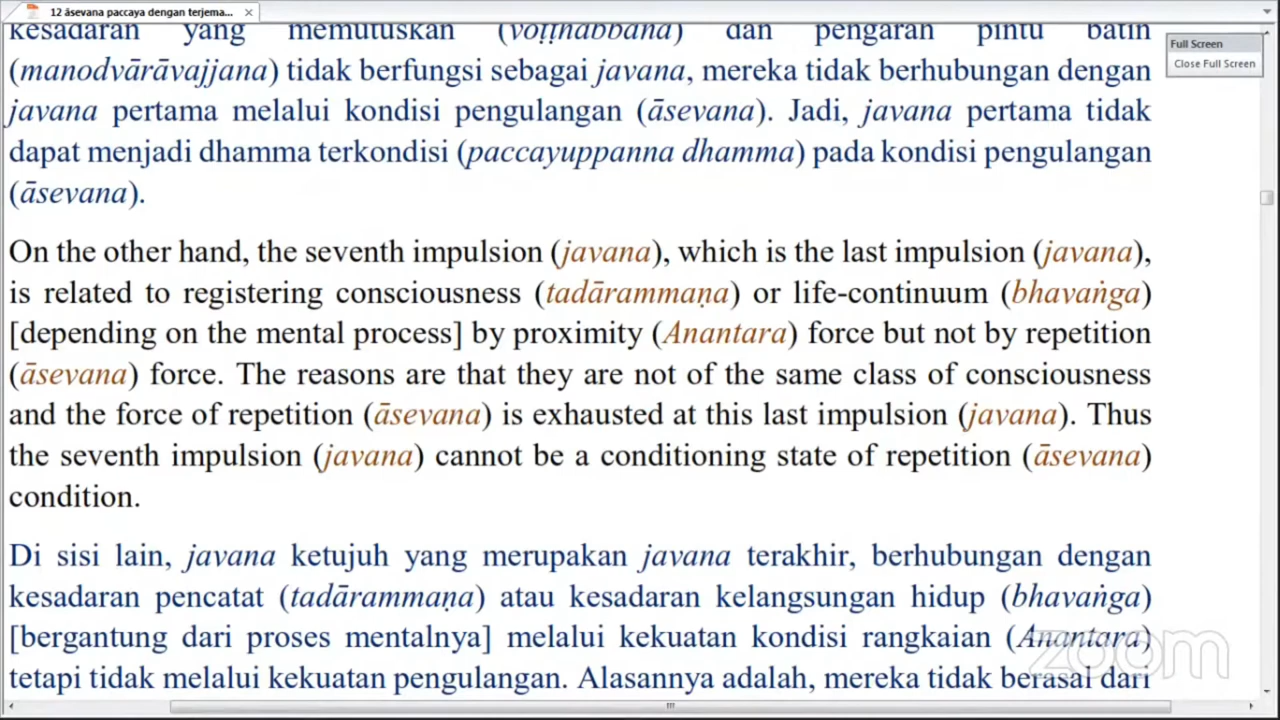 12 āsevana paccaya dengan terjema...
kesadaran yang memutuskan (voṭṭhabbana) dan pengaran pintu batin
Full Screen
Close Full Screen
(manodvārāvajjana) tidak berfungsi sebagai javana, mereka tidak berhubungan dengan
javana pertama melalui kondisi pengulangan (āsevana). Jadi, javana pertama tidak
dapat menjadi dhamma terkondisi (paccayuppanna dhamma) pada kondisi pengulangan
(āsevana).
On the other hand, the seventh impulsion (javana), which is the last impulsion (javana),
is related to registering consciousness (tadārammaṇa) or life-continuum (bhavaṅga)
[depending on the mental process] by proximity (Anantara) force but not by repetition
(āsevana) force. The reasons are that they are not of the same class of consciousness
and the force of repetition (āsevana) is exhausted at this last impulsion (javana). Thus
the seventh impulsion (javana) cannot be a conditioning state of repetition (āsevana)
condition.
Di sisi lain, javana ketujuh yang merupakan javana terakhir, berhubungan dengan
kesadaran pencatat (tadārammaṇa) atau kesadaran kelangsungan hidup (bhavaṅga)
[bergantung dari proses mentalnya] melalui kekuatan kondisi rangkaian (Anantara)
tetapi tidak melalui kekuatan pengulangan. Alasannya adalah, mereka tidak berasal dari
zoom